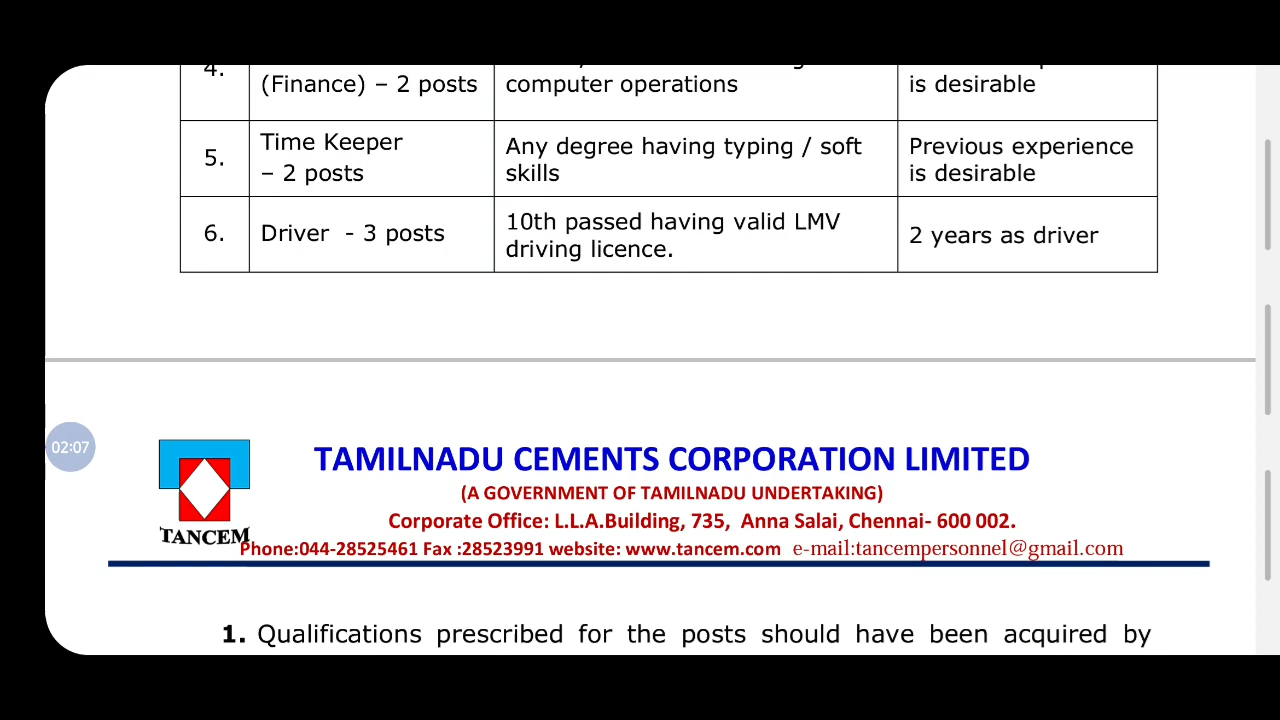 4.
(Finance) – 2 posts
computer operations
is desirable
5.
Time Keeper
– 2 posts
Any degree having typing / soft
skills
Previous experience
is desirable
6.
Driver - 3 posts
10th passed having valid LMV
driving licence.
2 years as driver
02:07
TANCEM
TAMILNADU CEMENTS CORPORATION LIMITED
(A GOVERNMENT OF TAMILNADU UNDERTAKING)
Corporate Office: L.L.A.Building, 735, Anna Salai, Chennai- 600 002.
Phone:044-28525461 Fax :28523991 website: www.tancem.com e-mail:tancempersonnel@gmail.com
1. Qualifications prescribed for the posts should have been acquired by